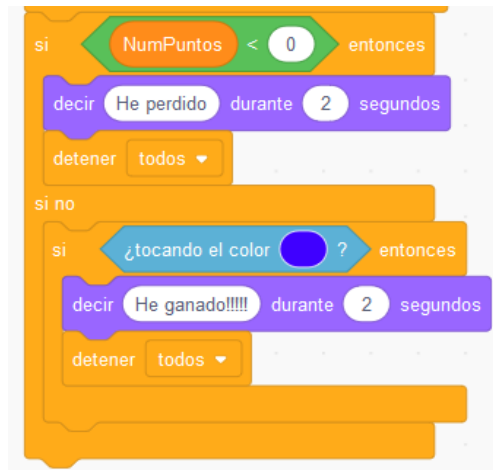 si NumPuntos < 0 entonces
decir He perdido durante 2 segundos
detener todos
si no
si ¿tocando el color ? entonces
decir He ganado!!!!! durante 2 segundos
detener todos